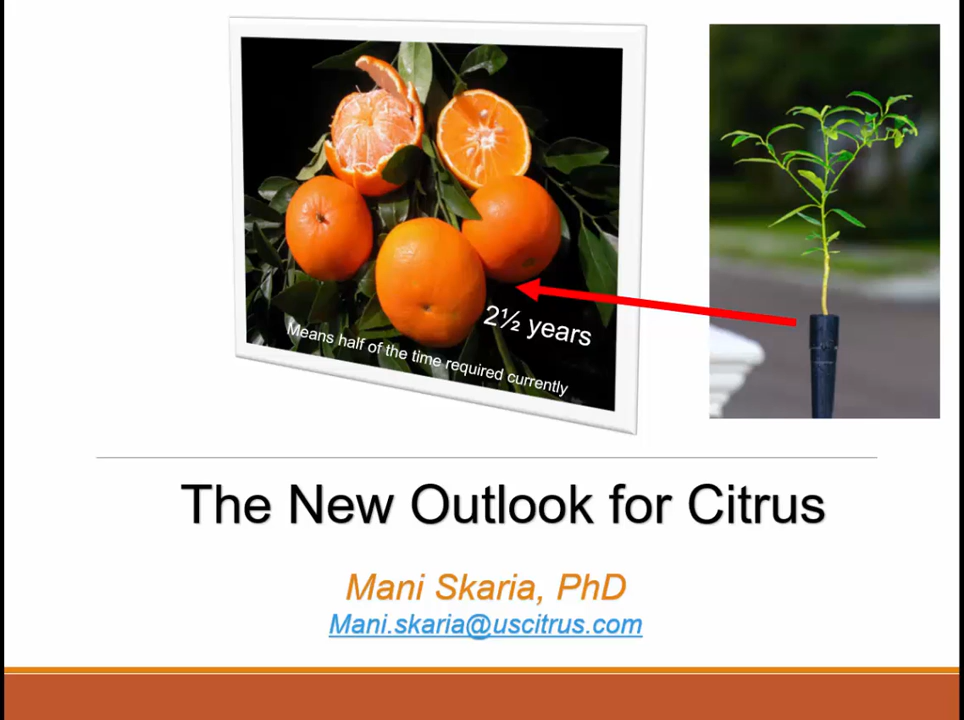 2½ years
Means half of the time required currently
The New Outlook for Citrus
Mani Skaria, PhD
Mani.skaria@uscitrus.com